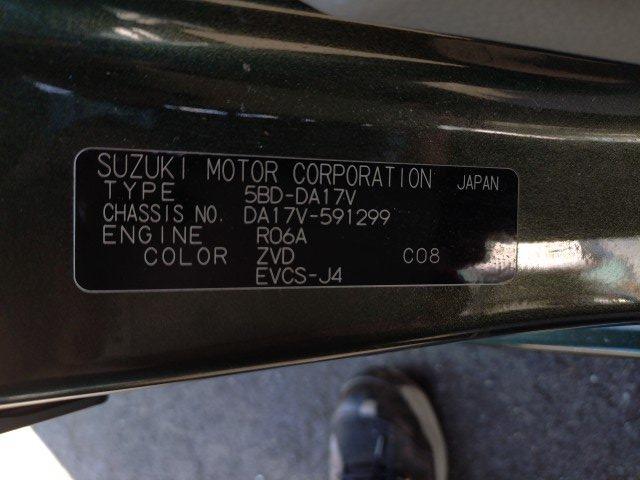 SUZUKI MOTOR CORPORATION JAPAN
TYPE 5BD-DA17V
CHASSIS NO. DA17V-591299
ENGINE R06A
COLOR ZVD C08
EVCS-J4